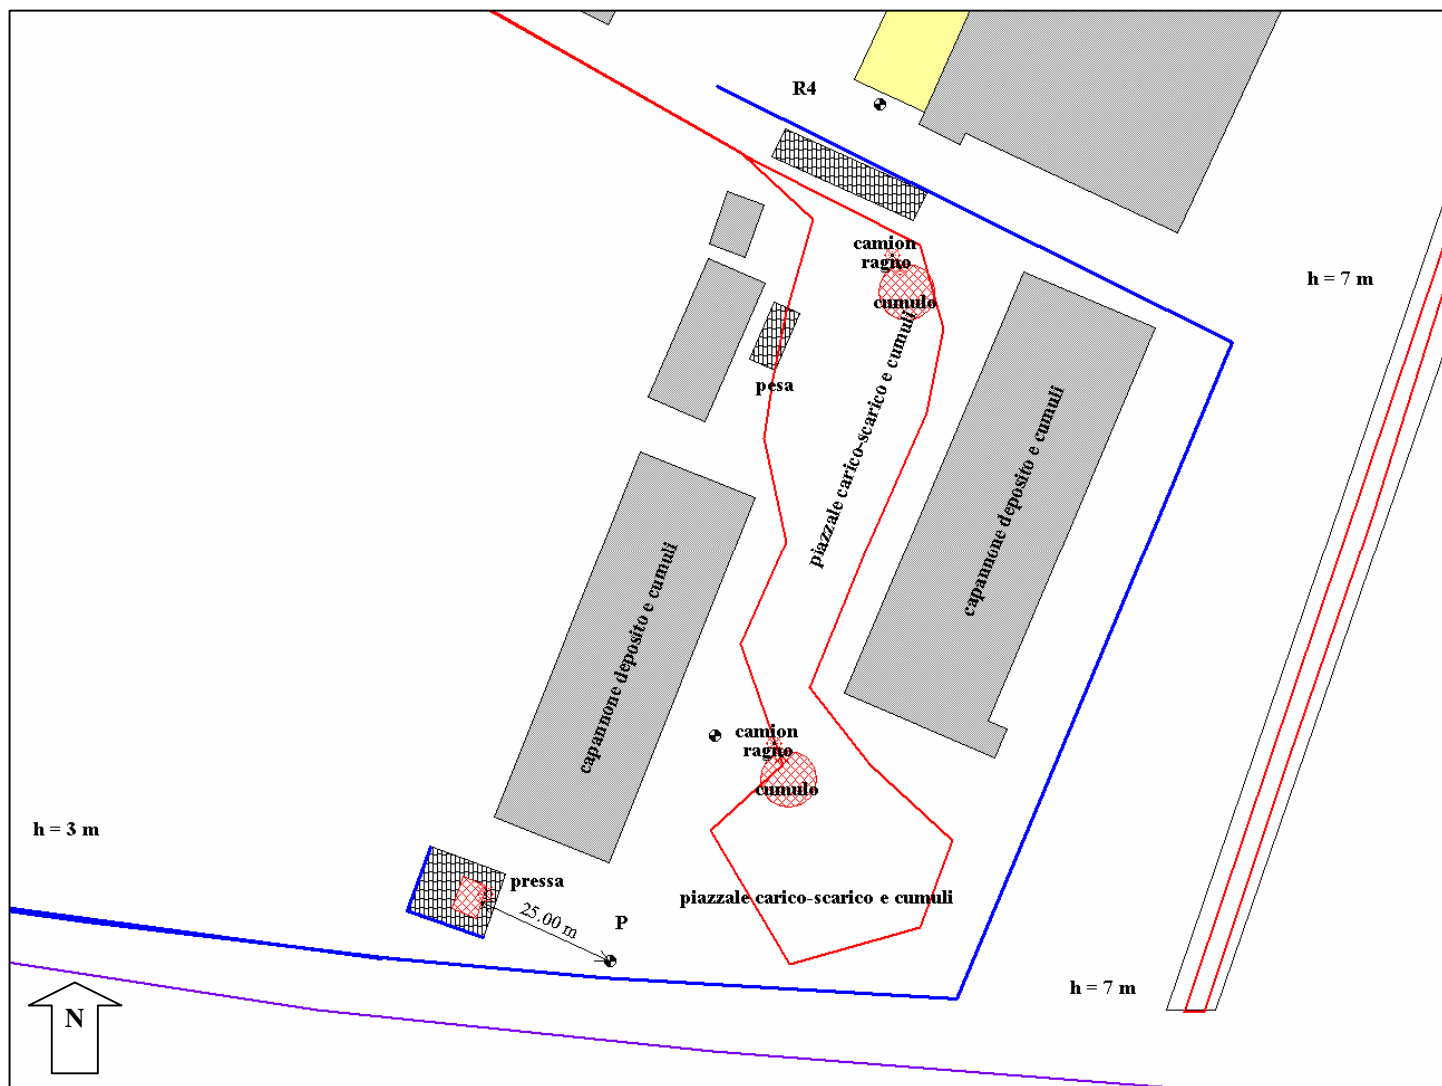 R4
camion
ragno
cumulo
h = 7 m
pesa
piazzale carico-scarico e cumuli
capannone deposito e cumuli
capannone deposito e cumuli
camion
ragno
cumulo
h = 3 m
pressa
piazzale carico-scarico e cumuli
25.00 m
P
h = 7 m
N